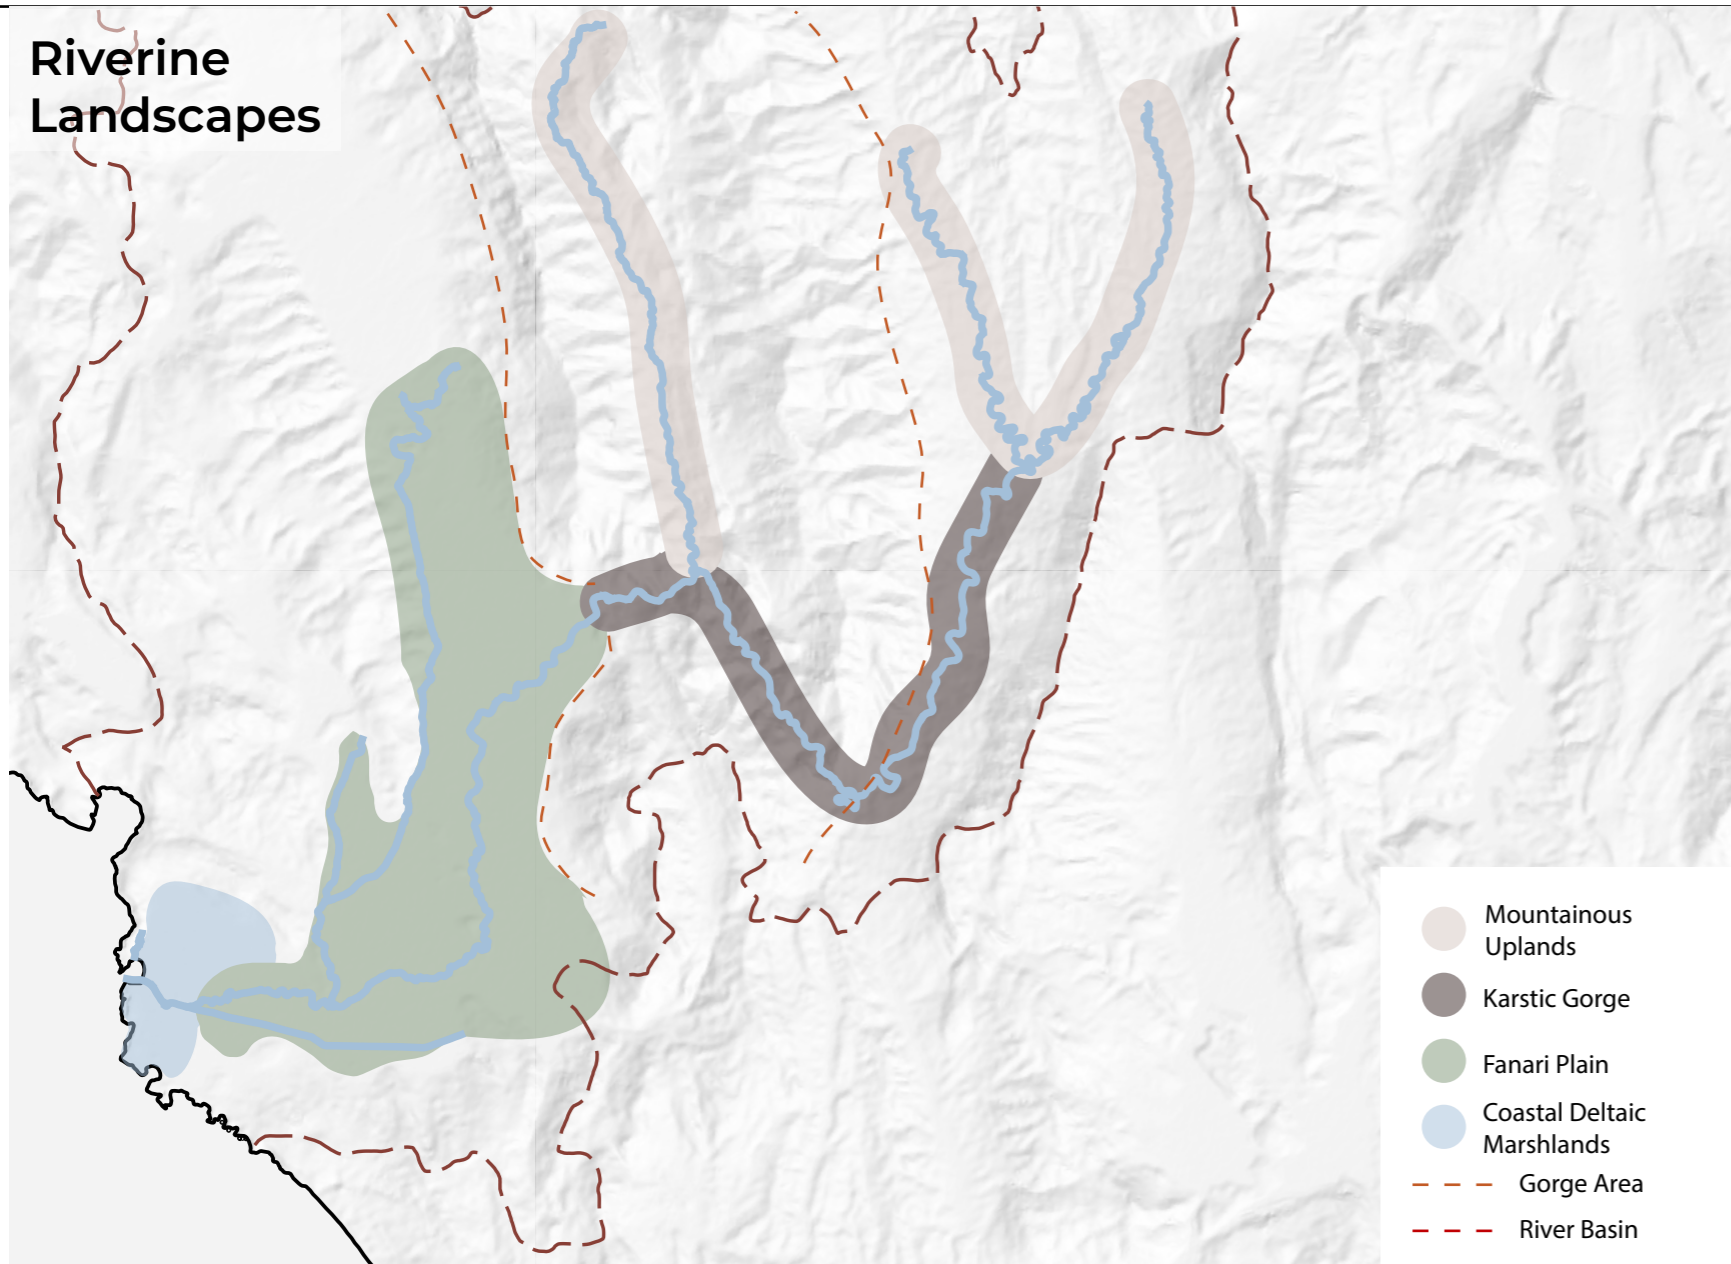 Riverine
Landscapes
Mountainous
Uplands
Karstic Gorge
Fanari Plain
Coastal Deltaic
Marshlands
Gorge Area
River Basin